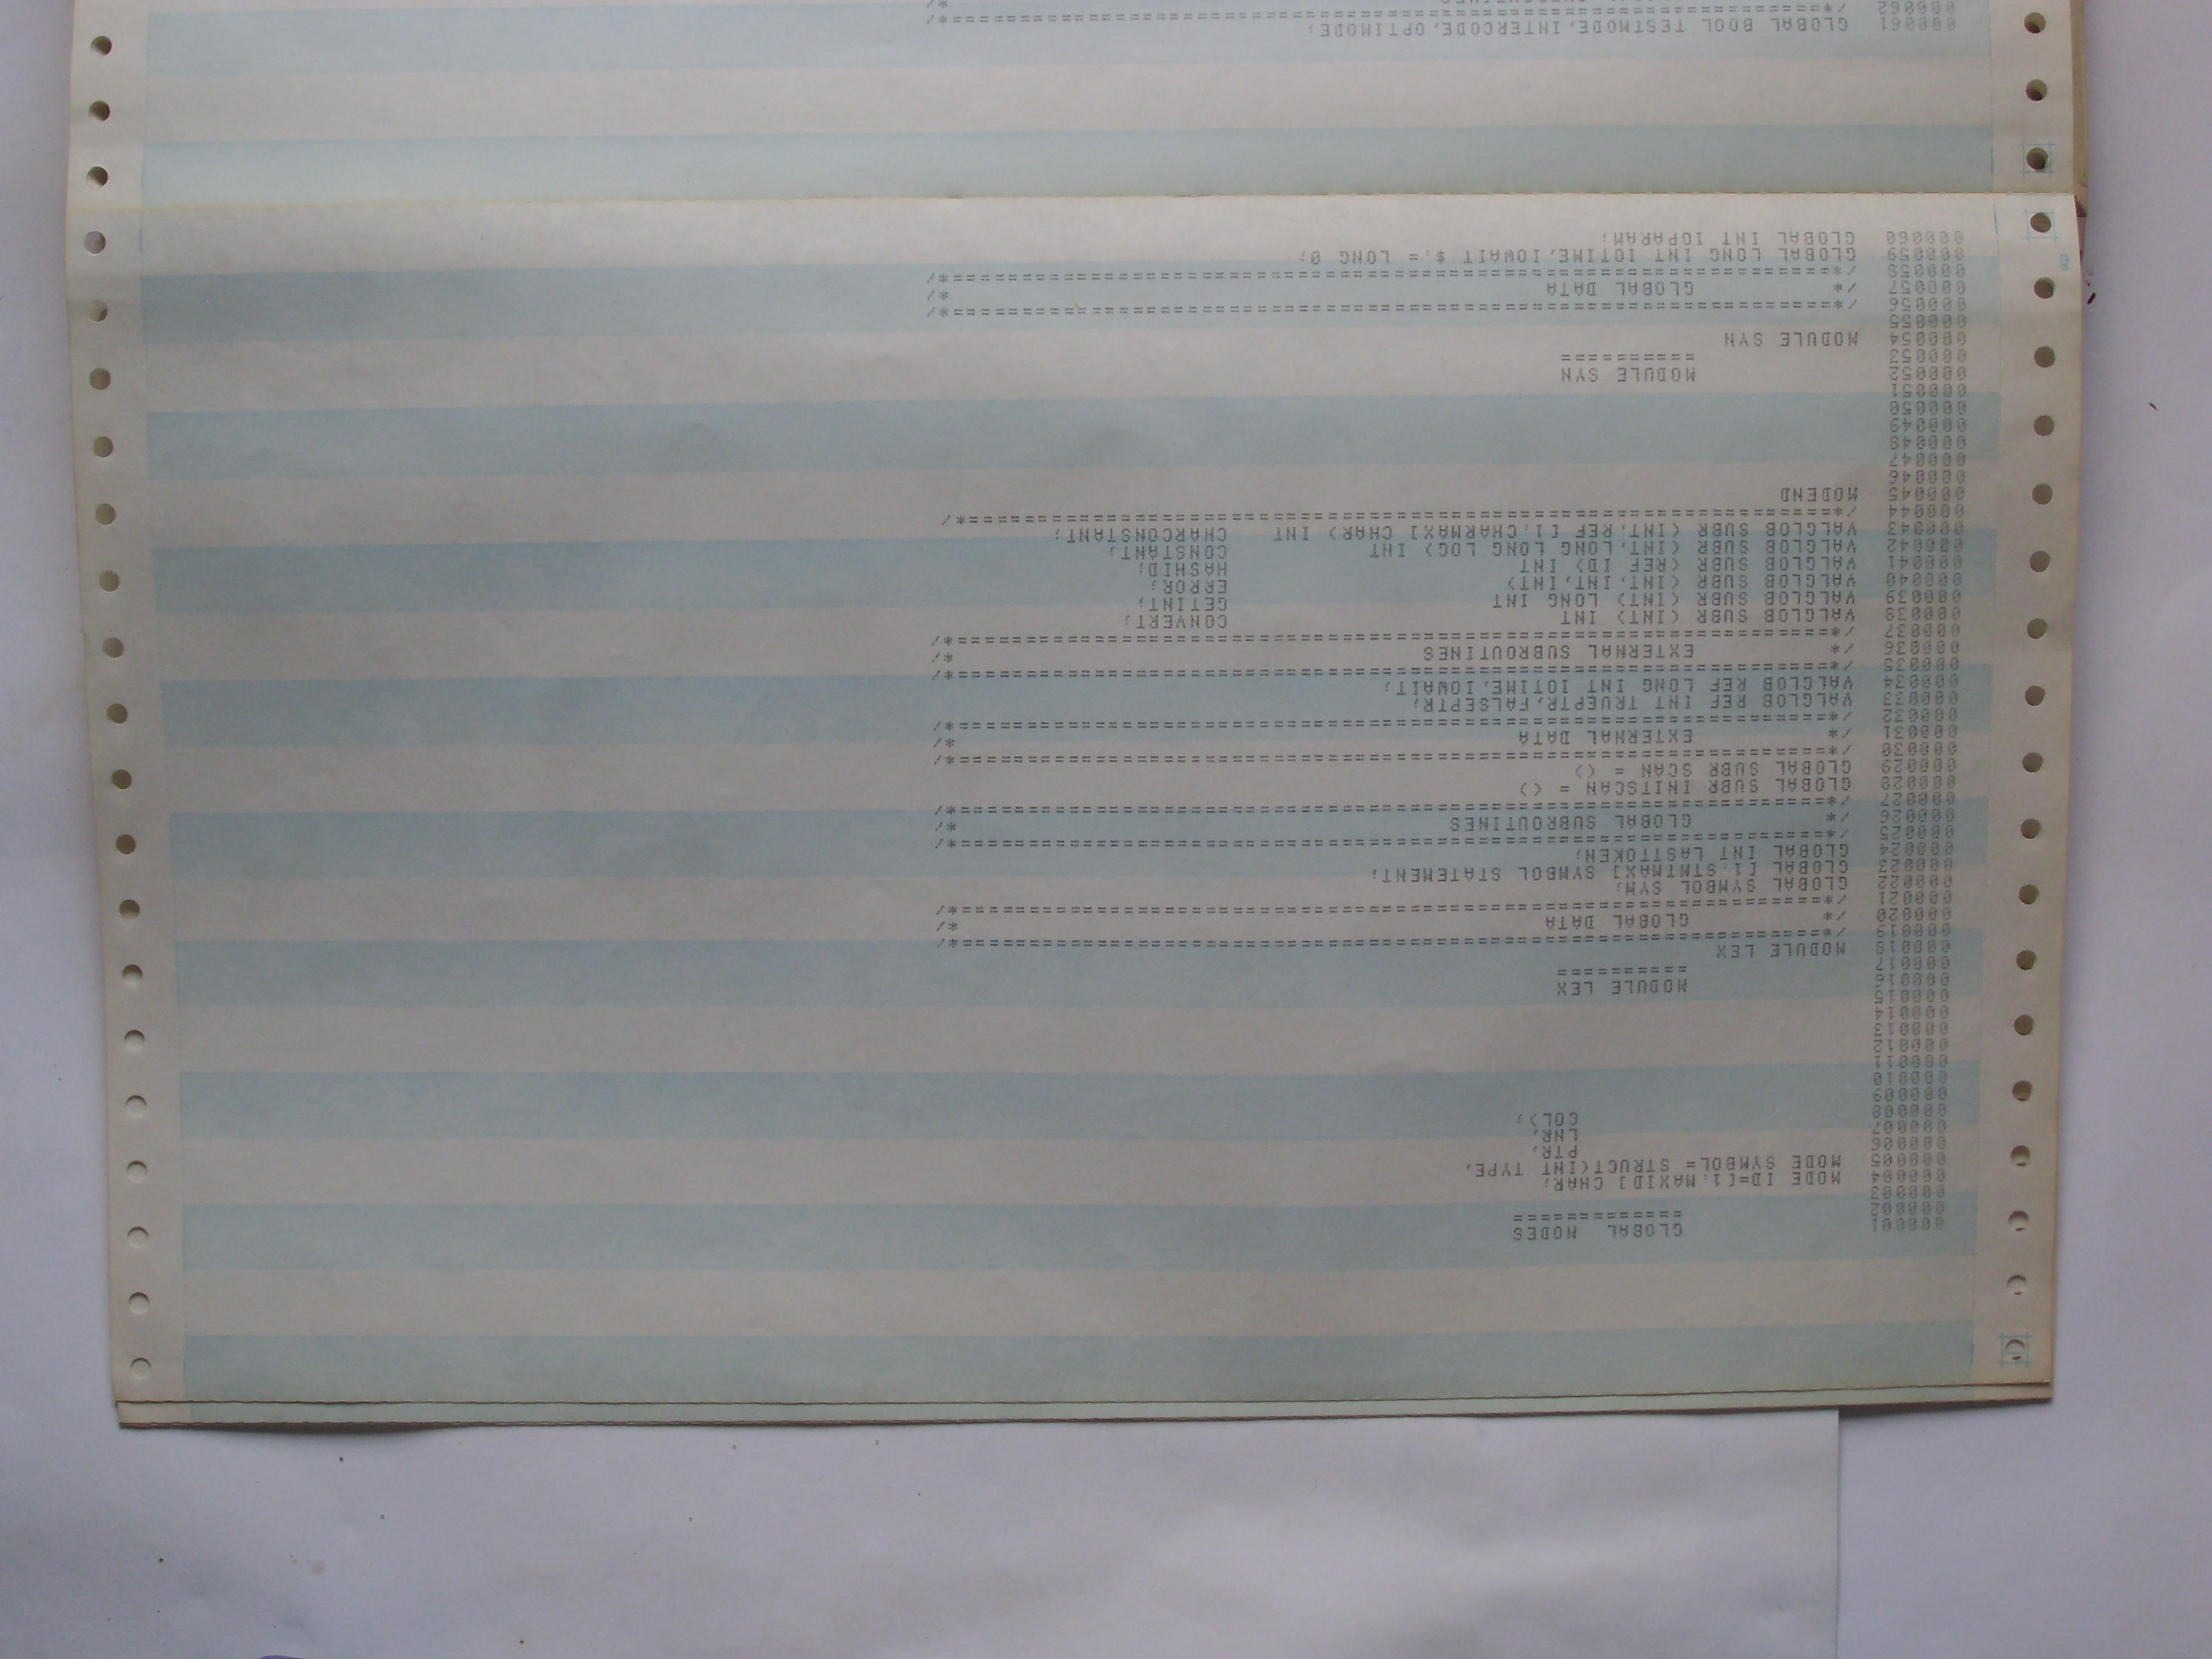 000001 GLOBAL MODES
000002 ============
000003
000004 MODE ID=[1:MAXID] CHAR;
000005 MODE SYMBOL= STRUCT(INT TYPE,
000006 PTR,
000007 LNR,
000008 COL);
000009
000010
000011
000012
000013
000014
000015
000016 MODULE LEX
000017 ==========
000018 MODULE LEX
000019 /*==================================================================*/
000020 /* GLOBAL DATA */
000021 /*==================================================================*/
000022 GLOBAL SYMBOL SYM;
000023 GLOBAL [1:STMTMAX] SYMBOL STATEMENT;
000024 GLOBAL INT LASTTOKEN;
000025 /*==================================================================*/
000026 /* GLOBAL SUBROUTINES */
000027 /*==================================================================*/
000028 GLOBAL SUBR INITSCAN = ()
000029 GLOBAL SUBR SCAN = ()
000030 /*==================================================================*/
000031 /* EXTERNAL DATA */
000032 /*==================================================================*/
000033 VALGLOB REF INT TRUEPTR,FALSEPTR;
000034 VALGLOB REF LONG INT IOTIME,IOWAIT;
000035 /*==================================================================*/
000036 /* EXTERNAL SUBROUTINES */
000037 /*==================================================================*/
000038 VALGLOB SUBR (INT) INT CONVERT;
000039 VALGLOB SUBR (INT) LONG INT GETINT;
000040 VALGLOB SUBR (INT,INT,INT) ERROR;
000041 VALGLOB SUBR (REF ID) INT HASHID;
000042 VALGLOB SUBR (INT,LONG LONG LOG) INT CONSTANT;
000043 VALGLOB SUBR (INT,REF [1:CHARMAX] CHAR) INT CHARCONSTANT;
000044 /*==================================================================*/
000045 MODEND
000046
000047
000048
000049
000050
000051
000052 MODULE SYN
000053 ==========
000054 MODULE SYN
000055
000056 /*==================================================================*/
000057 /* GLOBAL DATA */
000058 /*==================================================================*/
000059 GLOBAL LONG INT IOTIME,IOWAIT $:= LONG 0;
000060 GLOBAL INT IOPARAM;
000061 GLOBAL BOOL TESTMODE,INTERCODE,OPTIMODE;
000062 /*==================================================================*/